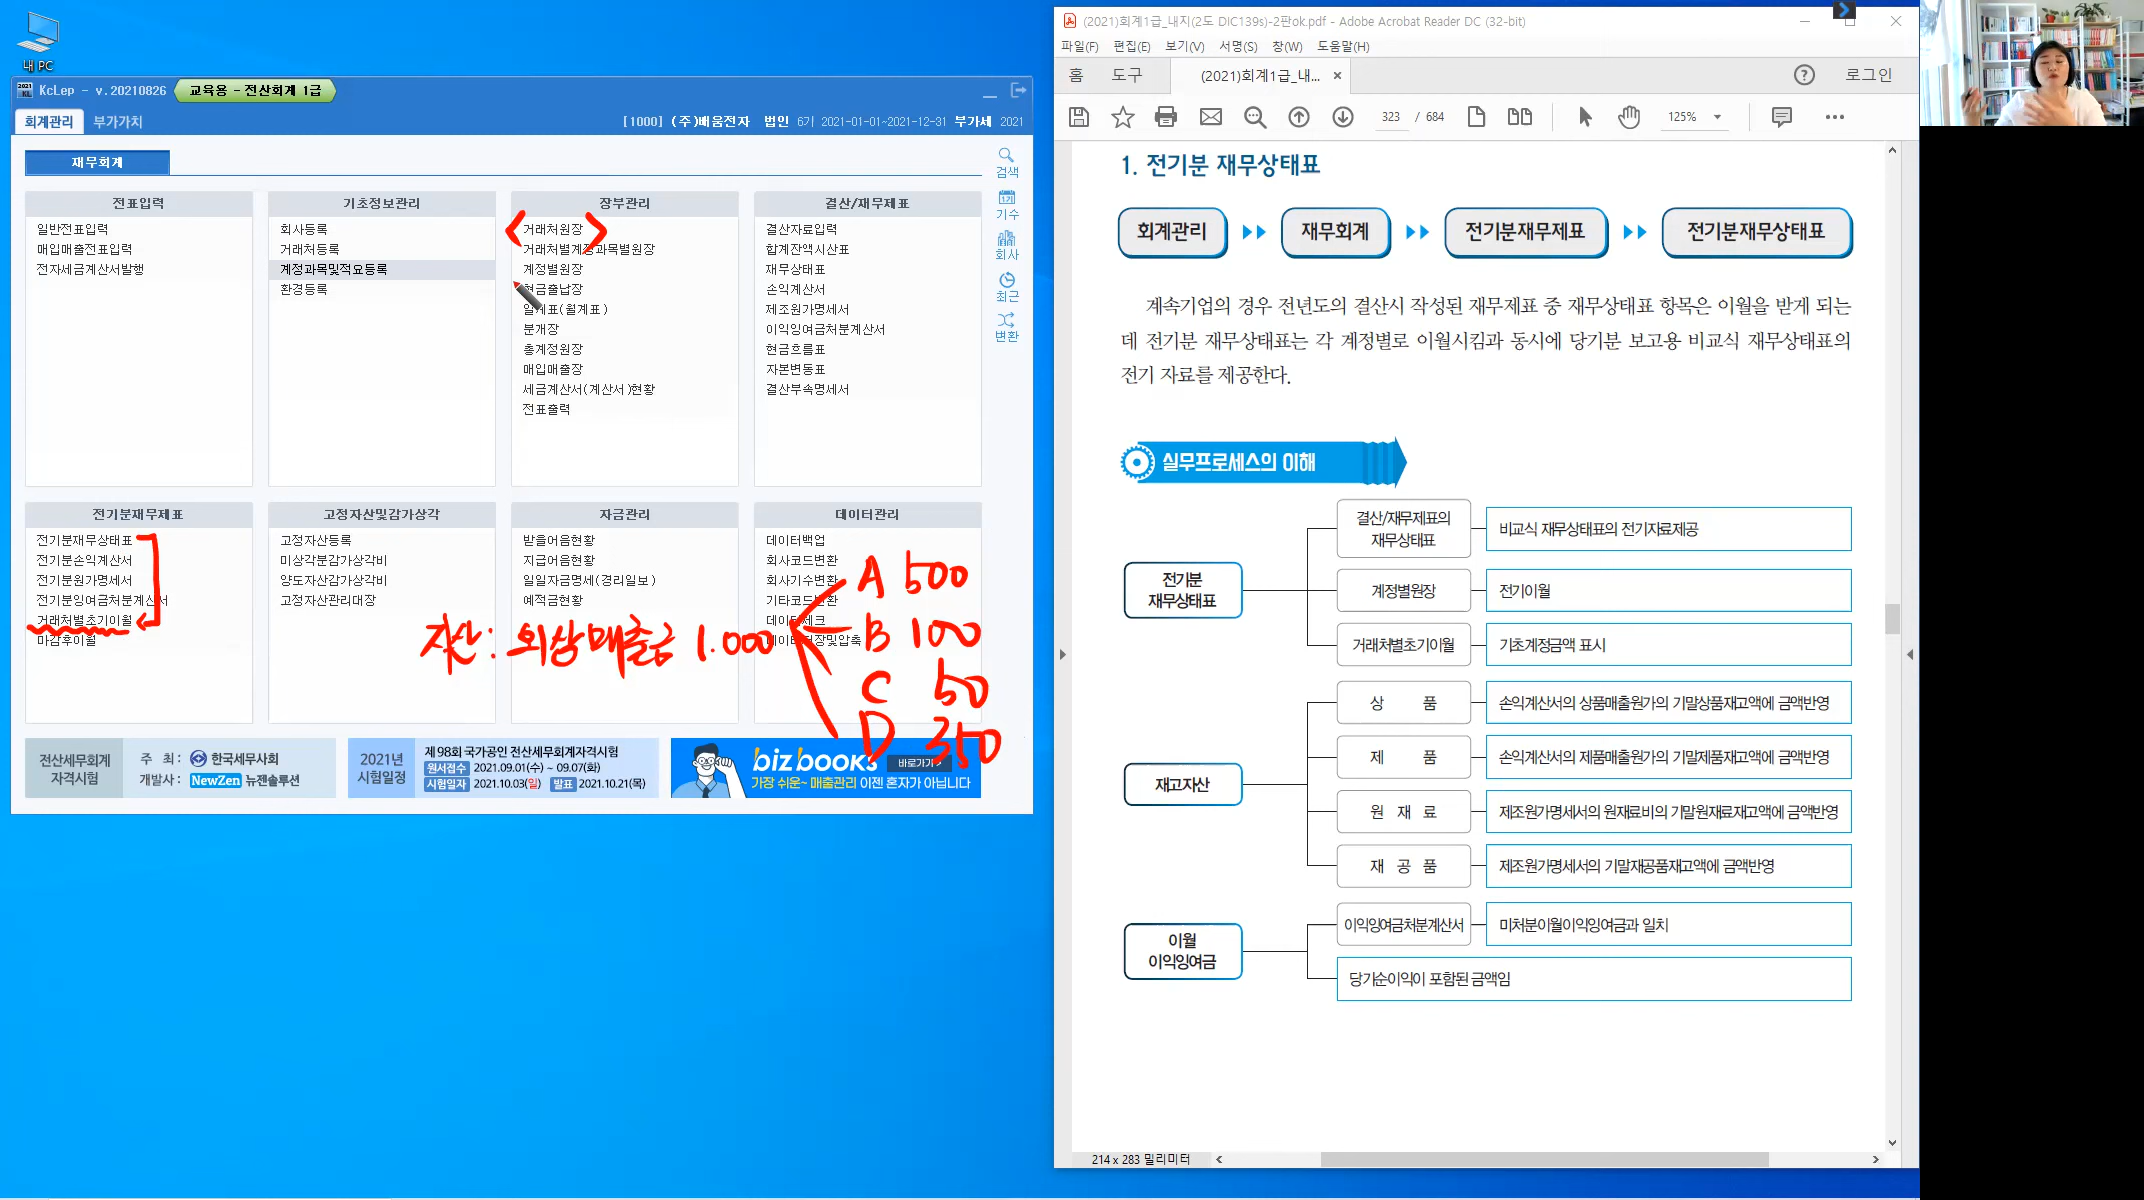 내 PC
KcLep - v.20210826
교육용 - 전산회계 1급
회계관리
부가가치
[1000] (주)배움전자 법인 6기 2021-01-01~2021-12-31 부가세 2021
재무회계
검색
기수
회사
최근
변환
전표입력
일반전표입력
매입매출전표입력
전자세금계산서발행
기초정보관리
회사등록
거래처등록
계정과목및적요등록
환경등록
장부관리
거래처원장
거래처별계정과목별원장
계정별원장
현금출납장
일계표(월계표)
분개장
총계정원장
매입매출장
세금계산서(계산서)현황
전표출력
결산/재무제표
결산자료입력
합계잔액시산표
재무상태표
손익계산서
제조원가명세서
이익잉여금처분계산서
현금흐름표
자본변동표
결산부속명세서
전기분재무제표
전기분재무상태표
전기분손익계산서
전기분원가명세서
전기분잉여금처분계산서
거래처별초기이월
마감후이월
고정자산및감가상각
고정자산등록
미상각분감가상각비
양도자산감가상각비
고정자산관리대장
자금관리
받을어음현황
지급어음현황
일일자금명세(경리일보)
예적금현황
데이터관리
데이터백업
회사코드변환
회사기수변환
기타코드변환
데이터체크
데이터저장및압축
자산: 외상매출금 1.000
A 500
B 100
C 50
D 350
전산세무회계
자격시험
주 최 : 한국세무사회
개발사 : NewZen 뉴젠솔루션
2021년
시험일정
제98회 국가공인 전산세무회계자격시험
원서접수 2021.09.01(수) ~ 09.07(화)
시험일자 2021.10.03(일) 발표 2021.10.21(목)
bizbooks 바로가기>
가장 쉬운~ 매출관리 이젠 혼자가 아닙니다
(2021)회계1급_내지(2도 DIC139s)-2판ok.pdf - Adobe Acrobat Reader DC (32-bit)
파일(F) 편집(E) 보기(V) 서명(S) 창(W) 도움말(H)
홈 도구 (2021)회계1급_내... × 로그인
323 / 684 125%
1. 전기분 재무상태표
회계관리 재무회계 전기분재무제표 전기분재무상태표
계속기업의 경우 전년도의 결산시 작성된 재무제표 중 재무상태표 항목은 이월을 받게 되는
데 전기분 재무상태표는 각 계정별로 이월시킴과 동시에 당기분 보고용 비교식 재무상태표의
전기 자료를 제공한다.
실무프로세스의 이해
전기분
재무상태표
결산/재무제표의
재무상태표
비교식 재무상태표의 전기자료제공
계정별원장
전기이월
거래처별초기이월
기초계정금액 표시
재고자산
상 품
손익계산서의 상품매출원가의 기말상품재고액에 금액반영
제 품
손익계산서의 제품매출원가의 기말제품재고액에 금액반영
원 재 료
제조원가명세서의 원재료비의 기말원재료재고액에 금액반영
재 공 품
제조원가명세서의 기말재공품재고액에 금액반영
이월
이익잉여금
이익잉여금처분계산서
미처분이월이익잉여금과 일치
당기순이익이 포함된 금액임
214 x 283 밀리미터